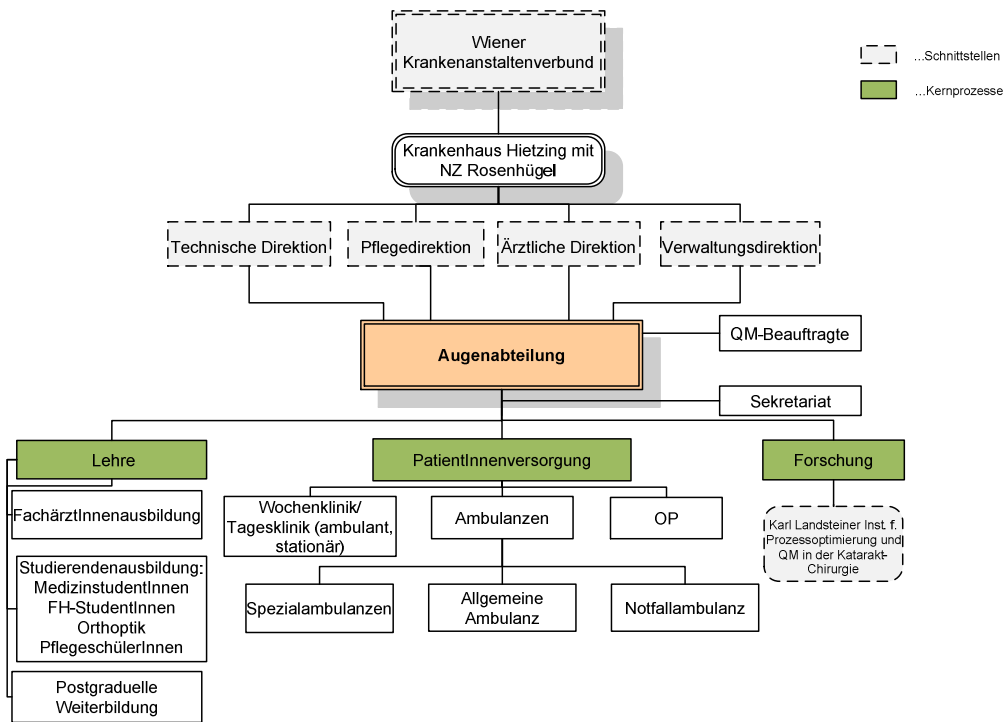 Wiener
Krankenanstaltenverbund
...Schnittstellen
...Kernprozesse
Krankenhaus Hietzing mit
NZ Rosenhügel
Technische Direktion
Pflegedirektion
Ärztliche Direktion
Verwaltungsdirektion
Augenabteilung
QM-Beauftragte
Sekretariat
Lehre
PatientInnenversorgung
Forschung
FachärztInnenausbildung
Studierendenausbildung:
MedizinstudentInnen
FH-StudentInnen
Orthoptik
PflegeschülerInnen
Postgraduelle
Weiterbildung
Wochenklinik/
Tagesklinik (ambulant,
stationär)
Ambulanzen
OP
Spezialambulanzen
Allgemeine
Ambulanz
Notfallambulanz
Karl Landsteiner Inst. f.
Prozessoptimierung und
QM in der Katarakt-
Chirurgie